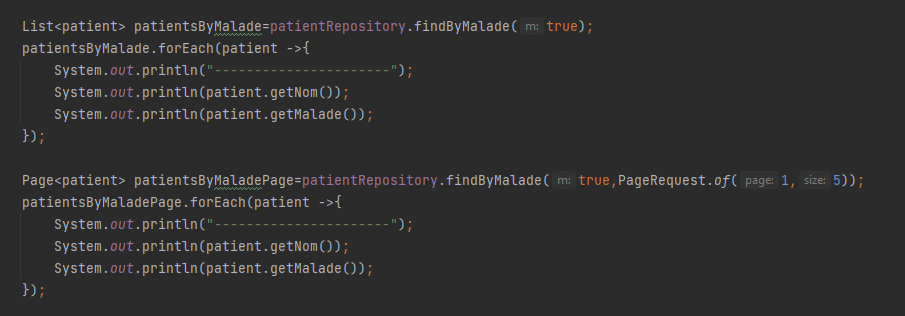 List<patient> patientsByMalade=patientRepository.findByMalade( m: true);
patientsByMalade.forEach(patient ->{
    System.out.println("----------------------");
    System.out.println(patient.getNom());
    System.out.println(patient.getMalade());
});

Page<patient> patientsByMaladePage=patientRepository.findByMalade( m: true,PageRequest.of( page: 1, size: 5));
patientsByMaladePage.forEach(patient ->{
    System.out.println("----------------------");
    System.out.println(patient.getNom());
    System.out.println(patient.getMalade());
});